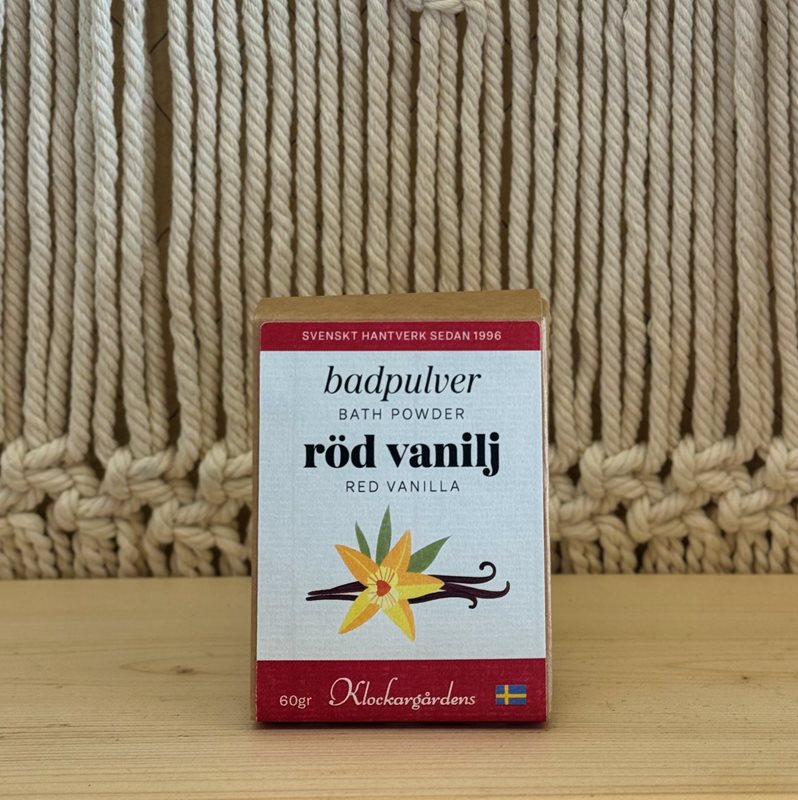 SVENSKT HANTVERK SEDAN 1996
badpulver
BATH POWDER
röd vanilj
RED VANILLA
60gr Klockargårdens